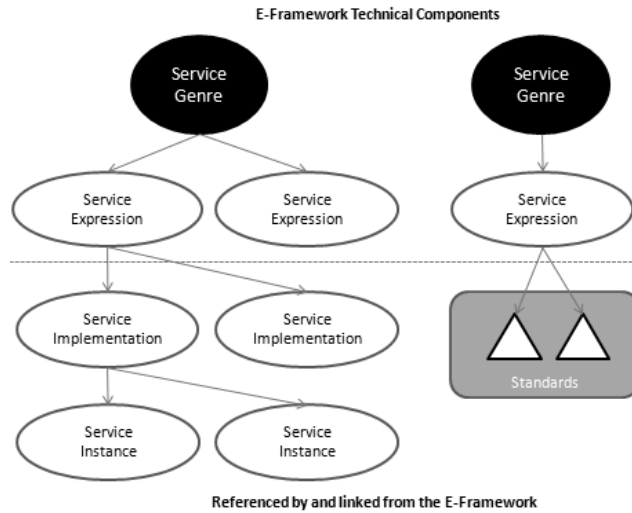 E-Framework Technical Components
Service
Genre
Service
Genre
Service
Expression
Service
Expression
Service
Expression
Service
Implementation
Service
Implementation
Standards
Service
Instance
Service
Instance
Referenced by and linked from the E-Framework